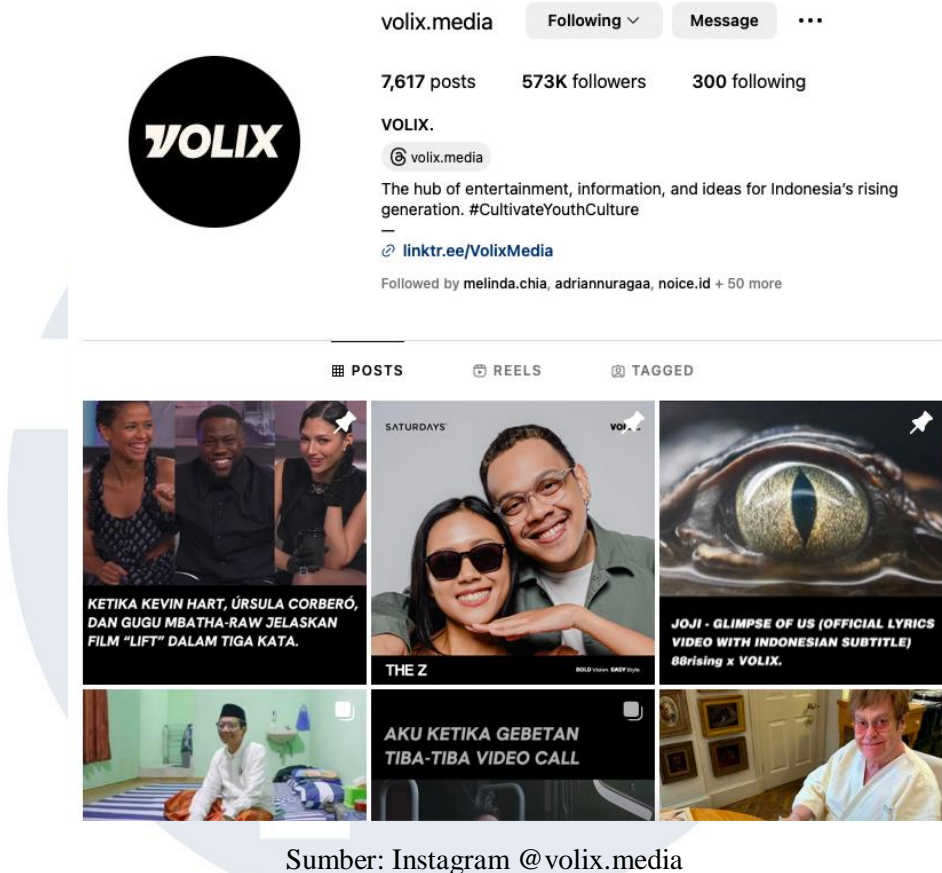 volix.media Following Message
7,617 posts 573K followers 300 following
VOLIX
VOLIX.
volix.media
The hub of entertainment, information, and ideas for Indonesia's rising
generation. #CultivateYouthCulture
—
linktr.ee/VolixMedia
Followed by melinda.chia, adriannuragaa, noice.id + 50 more
POSTS REELS TAGGED
KETIKA KEVIN HART, ÚRSULA CORBERÓ,
DAN GUGU MBATHA-RAW JELASKAN
FILM “LIFT” DALAM TIGA KATA.
SATURDAYS
THE Z
BOLD Vision. EASY Style.
JOJI - GLIMPSE OF US (OFFICIAL LYRICS
VIDEO WITH INDONESIAN SUBTITLE)
88rising x VOLIX.
AKU KETIKA GEBETAN
TIBA-TIBA VIDEO CALL
Sumber: Instagram @volix.media